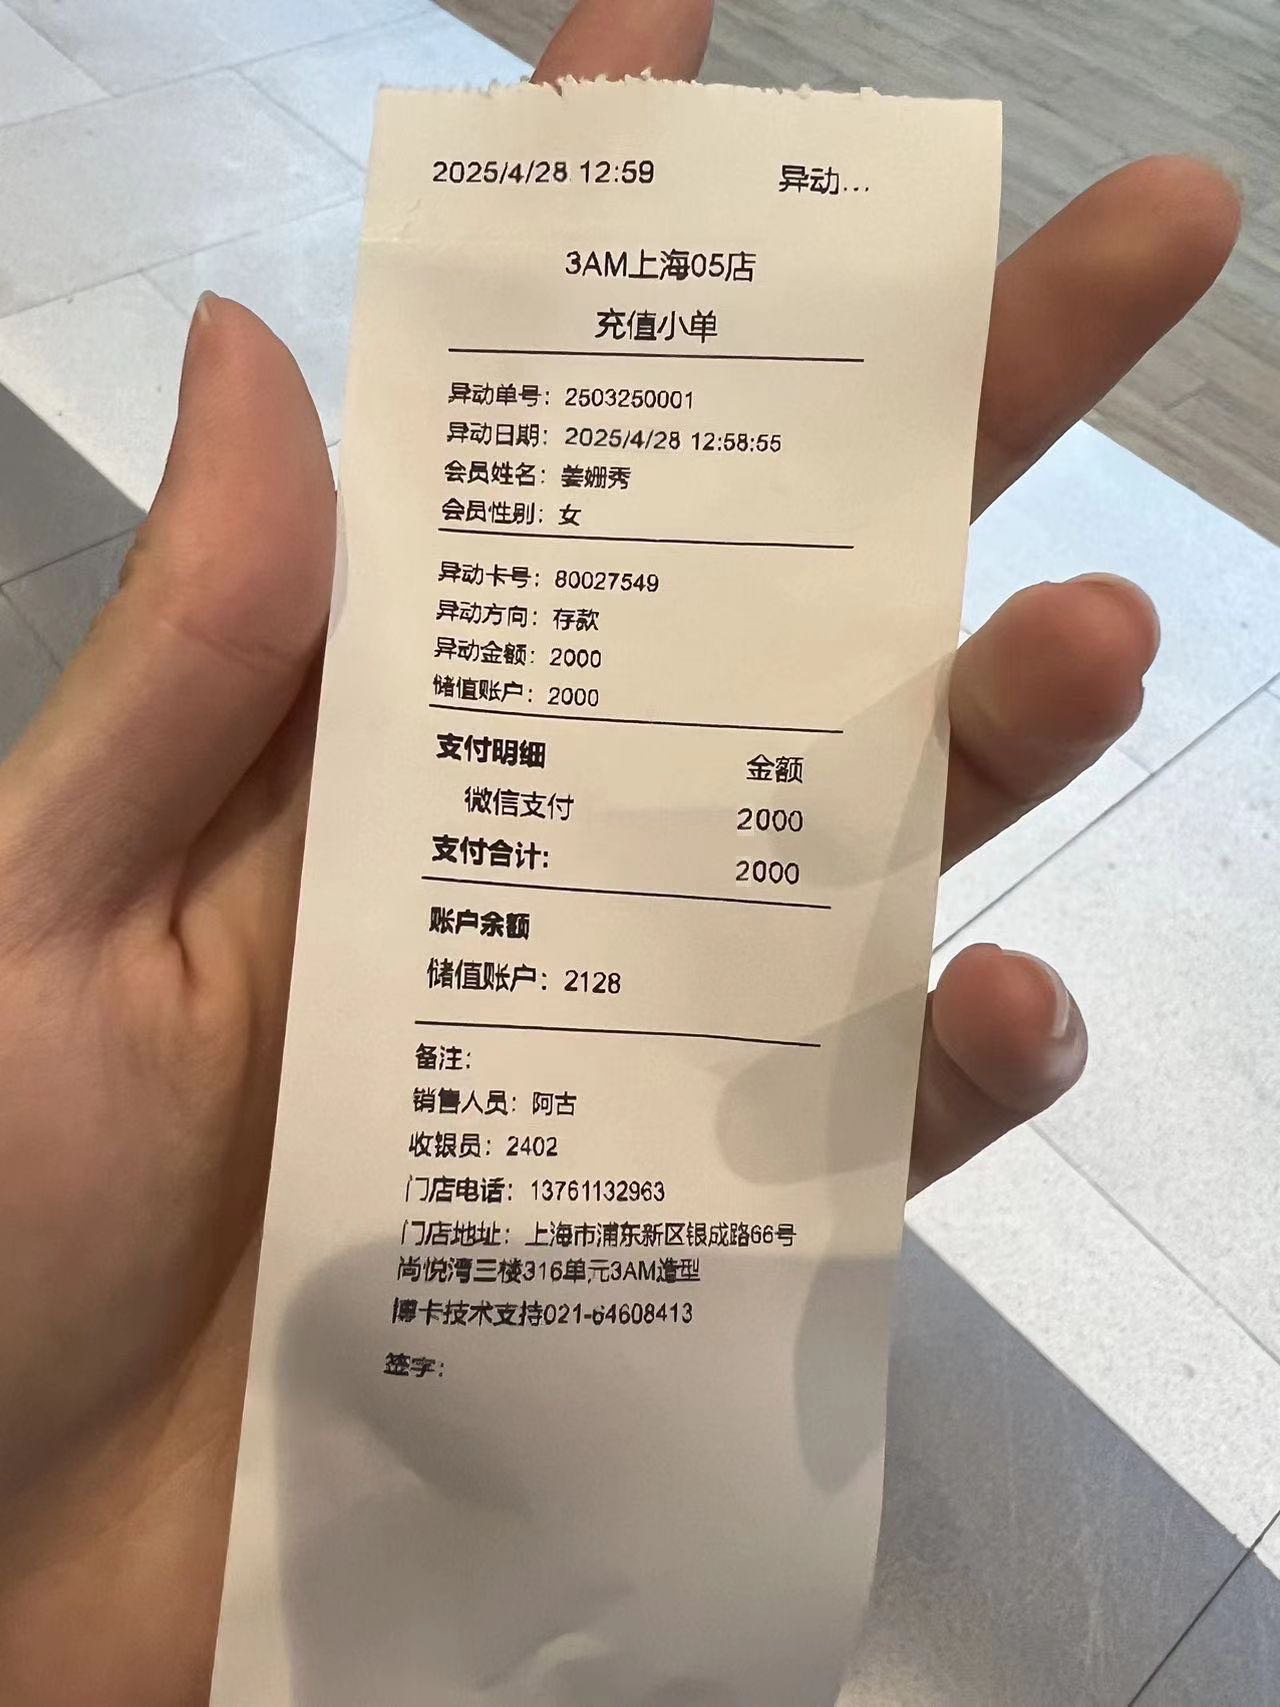 2025/4/28 12:59 异动...
3AM上海05店
充值小单
异动单号：2503250001
异动日期：2025/4/28 12:58:55
会员姓名：姜姗秀
会员性别：女
异动卡号：80027549
异动方向：存款
异动金额：2000
储值账户：2000
支付明细 金额
微信支付 2000
支付合计: 2000
账户余额
储值账户：2128
备注:
销售人员：阿古
收银员：2402
门店电话：13761132963
门店地址：上海市浦东新区银成路66号
尚悦湾三楼316单元3AM造型
博卡技术支持021-64608413
签字: